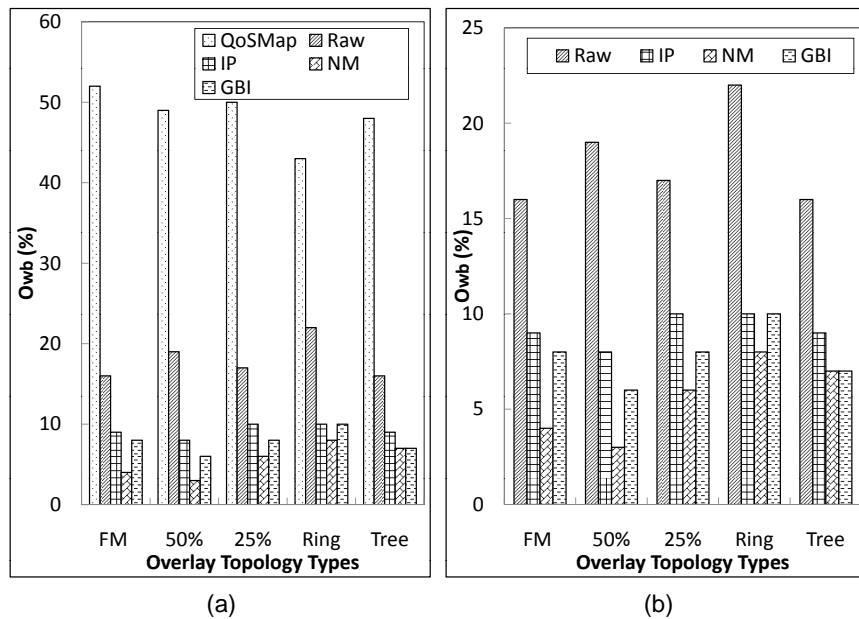 60
50
40
30
20
10
0
Owb (%)
QoSMap Raw
IP NM
GBI
FM 50% 25% Ring Tree
Overlay Topology Types
(a)
25
20
15
10
5
0
Owb (%)
Raw IP NM GBI
FM 50% 25% Ring Tree
Overlay Topology Types
(b)